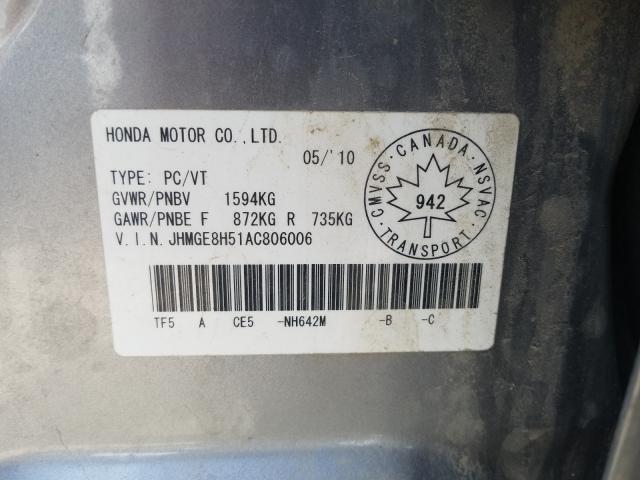 HONDA MOTOR CO.,LTD.
05/'10
TYPE: PC/VT
GVWR/PNBV 1594KG
GAWR/PNBE F 872KG R 735KG
V.I.N.JHMGE8H51AC806006
CMVSS·CANADA·NSVAC
942
TRANSPORT
TF5 A CE5 -NH642M -B -C